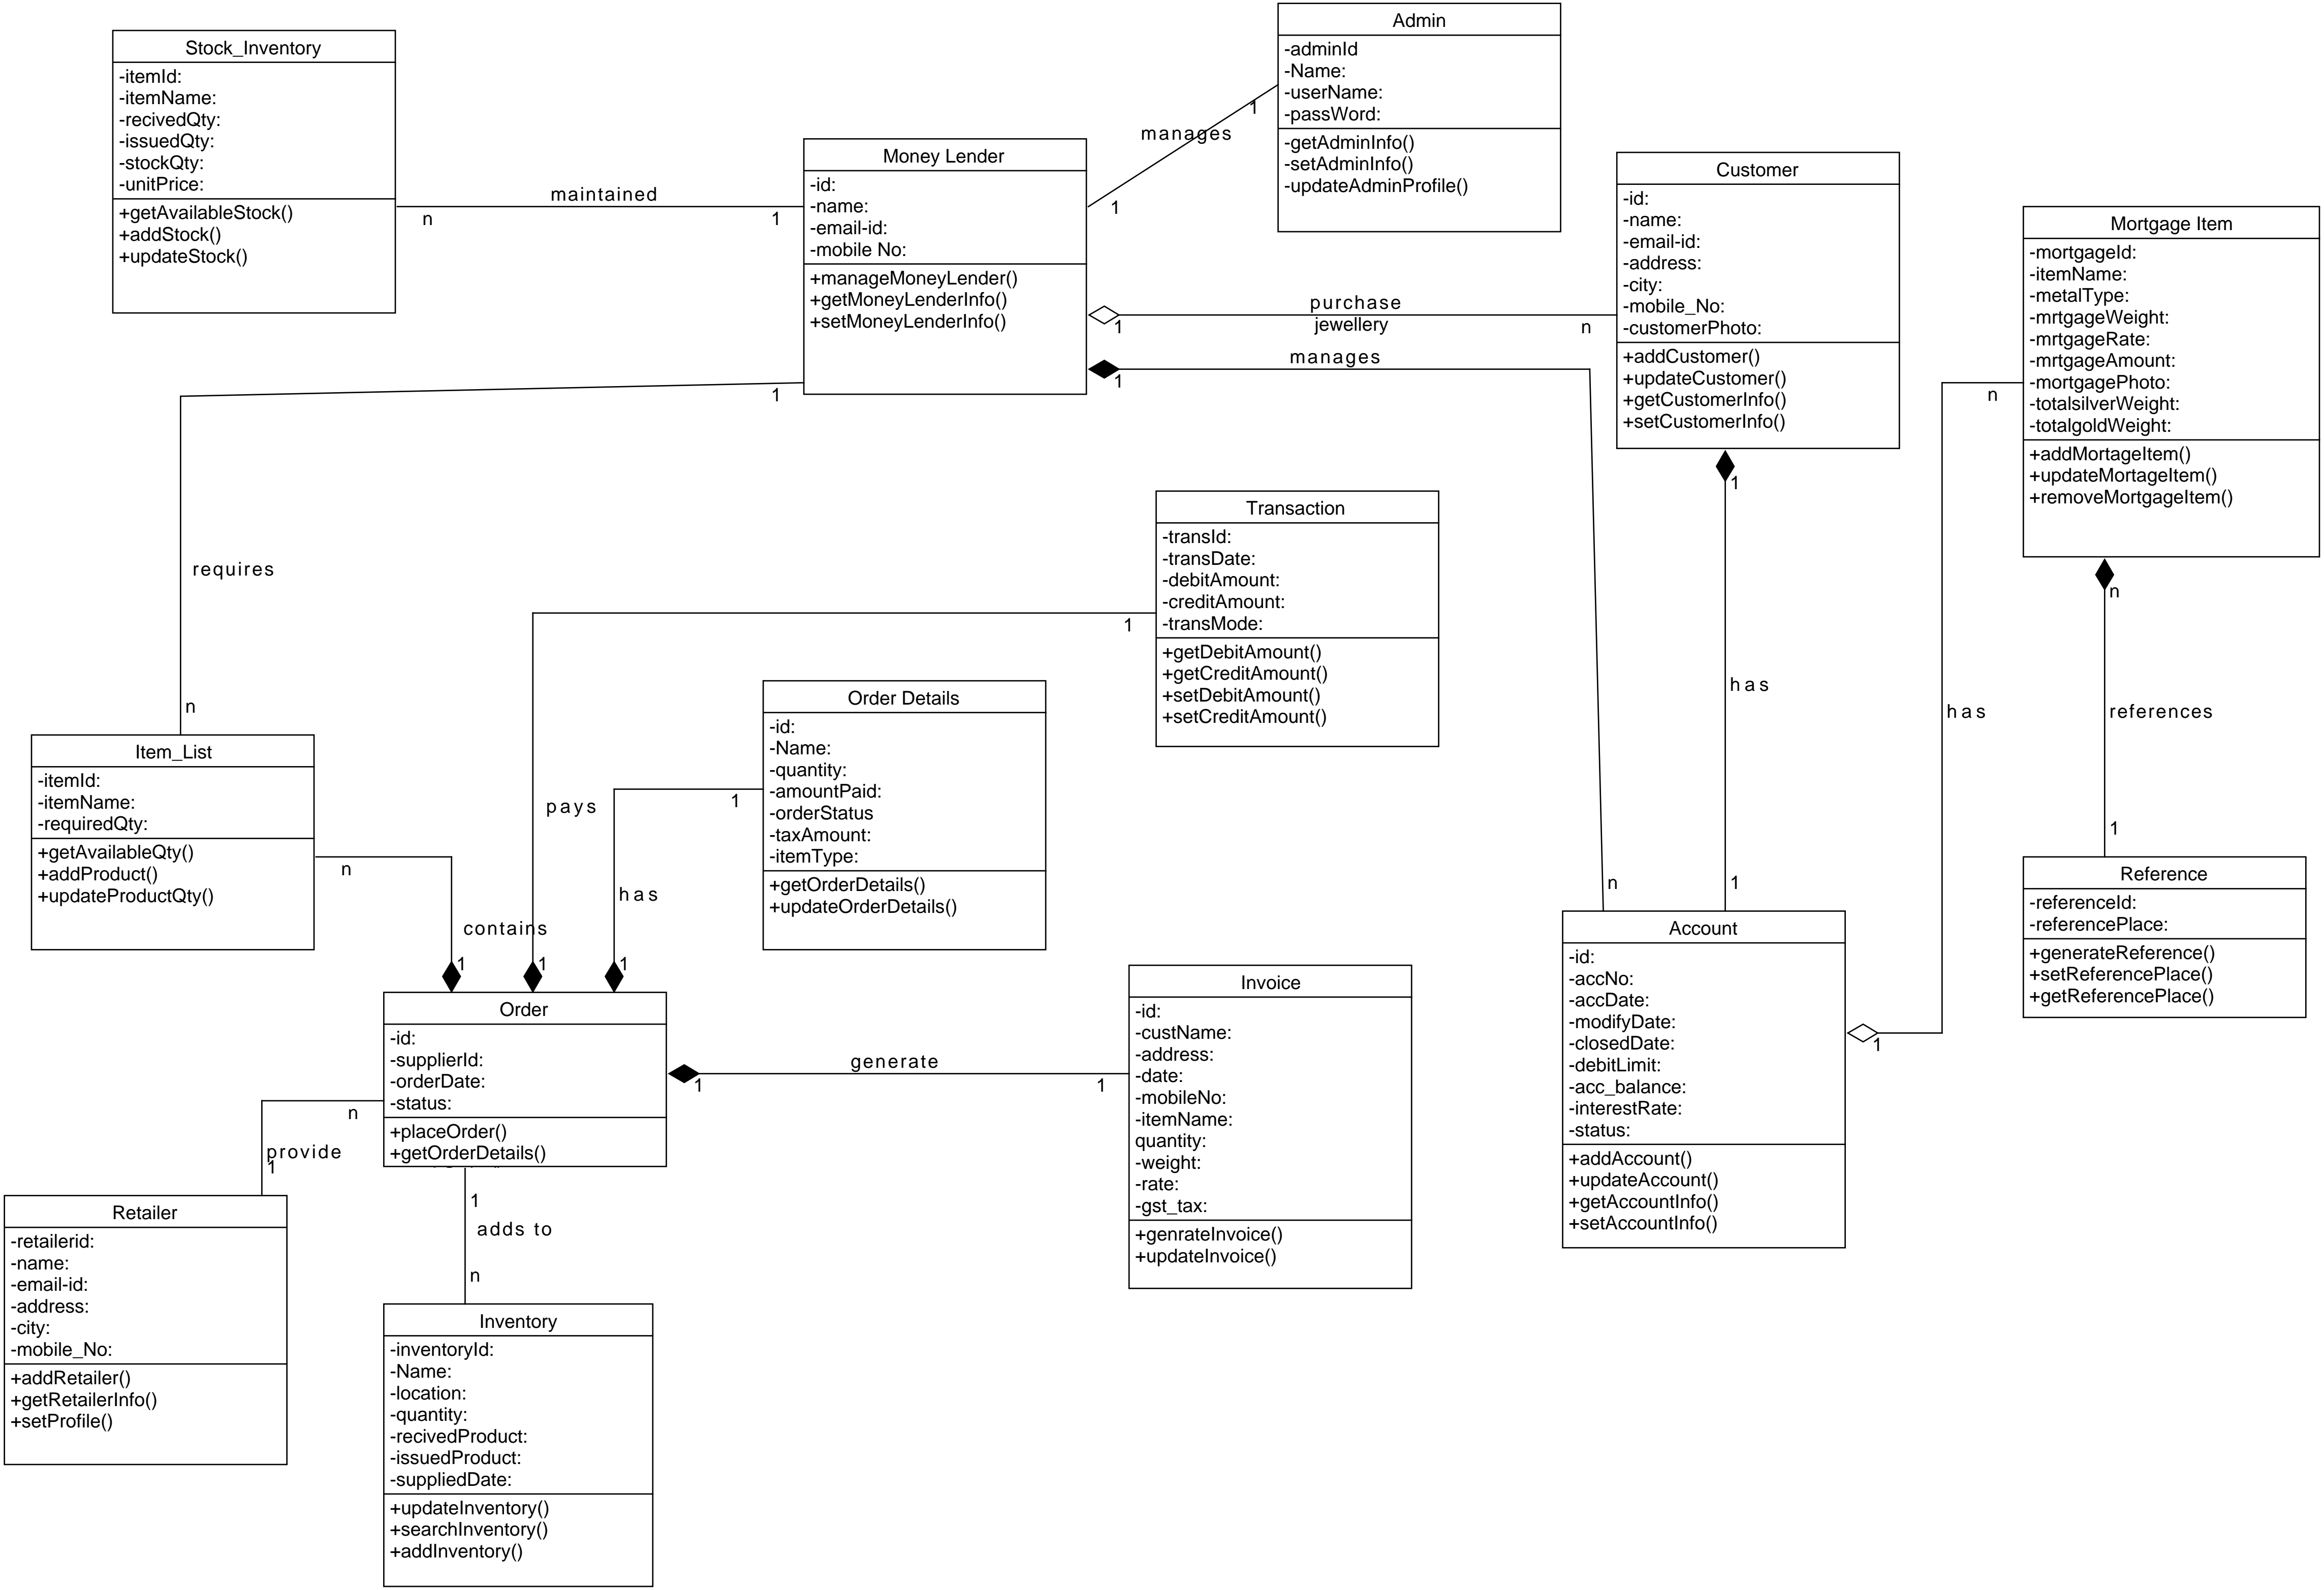 Stock_Inventory
-itemId:
-itemName:
-recivedQty:
-issuedQty:
-stockQty:
-unitPrice:
+getAvailableStock()
+addStock()
+updateStock()
maintained
n
1
Money Lender
-id:
-name:
-email-id:
-mobile No:
+manageMoneyLender()
+getMoneyLenderInfo()
+setMoneyLenderInfo()
manages
1
1
Admin
-adminId
-Name:
-userName:
-passWord:
-getAdminInfo()
-setAdminInfo()
-updateAdminProfile()
purchase
jewellery
1
n
manages
1
n
Customer
-id:
-name:
-email-id:
-address:
-city:
-mobile_No:
-customerPhoto:
+addCustomer()
+updateCustomer()
+getCustomerInfo()
+setCustomerInfo()
1
has
1
Mortgage Item
-mortgageId:
-itemName:
-metalType:
-mrtgageWeight:
-mrtgageRate:
-mrtgageAmount:
-mortgagePhoto:
-totalsilverWeight:
-totalgoldWeight:
+addMortageItem()
+updateMortageItem()
+removeMortgageItem()
n
has
1
n
references
1
1
requires
n
Transaction
-transId:
-transDate:
-debitAmount:
-creditAmount:
-transMode:
+getDebitAmount()
+getCreditAmount()
+setDebitAmount()
+setCreditAmount()
1
pays
1
Order Details
-id:
-Name:
-quantity:
-amountPaid:
-orderStatus
-taxAmount:
-itemType:
+getOrderDetails()
+updateOrderDetails()
1
has
1
Item_List
-itemId:
-itemName:
-requiredQty:
+getAvailableQty()
+addProduct()
+updateProductQty()
n
contains
1
Reference
-referenceId:
-referencePlace:
+generateReference()
+setReferencePlace()
+getReferencePlace()
Account
-id:
-accNo:
-accDate:
-modifyDate:
-closedDate:
-debitLimit:
-acc_balance:
-interestRate:
-status:
+addAccount()
+updateAccount()
+getAccountInfo()
+setAccountInfo()
Order
-id:
-supplierId:
-orderDate:
-status:
+placeOrder()
+getOrderDetails()
generate
1
1
Invoice
-id:
-custName:
-address:
-date:
-mobileNo:
-itemName:
quantity:
-weight:
-rate:
-gst_tax:
+genrateInvoice()
+updateInvoice()
n
provide
1
Retailer
-retailerid:
-name:
-email-id:
-address:
-city:
-mobile_No:
+addRetailer()
+getRetailerInfo()
+setProfile()
1
adds to
n
Inventory
-inventoryId:
-Name:
-location:
-quantity:
-recivedProduct:
-issuedProduct:
-suppliedDate:
+updateInventory()
+searchInventory()
+addInventory()